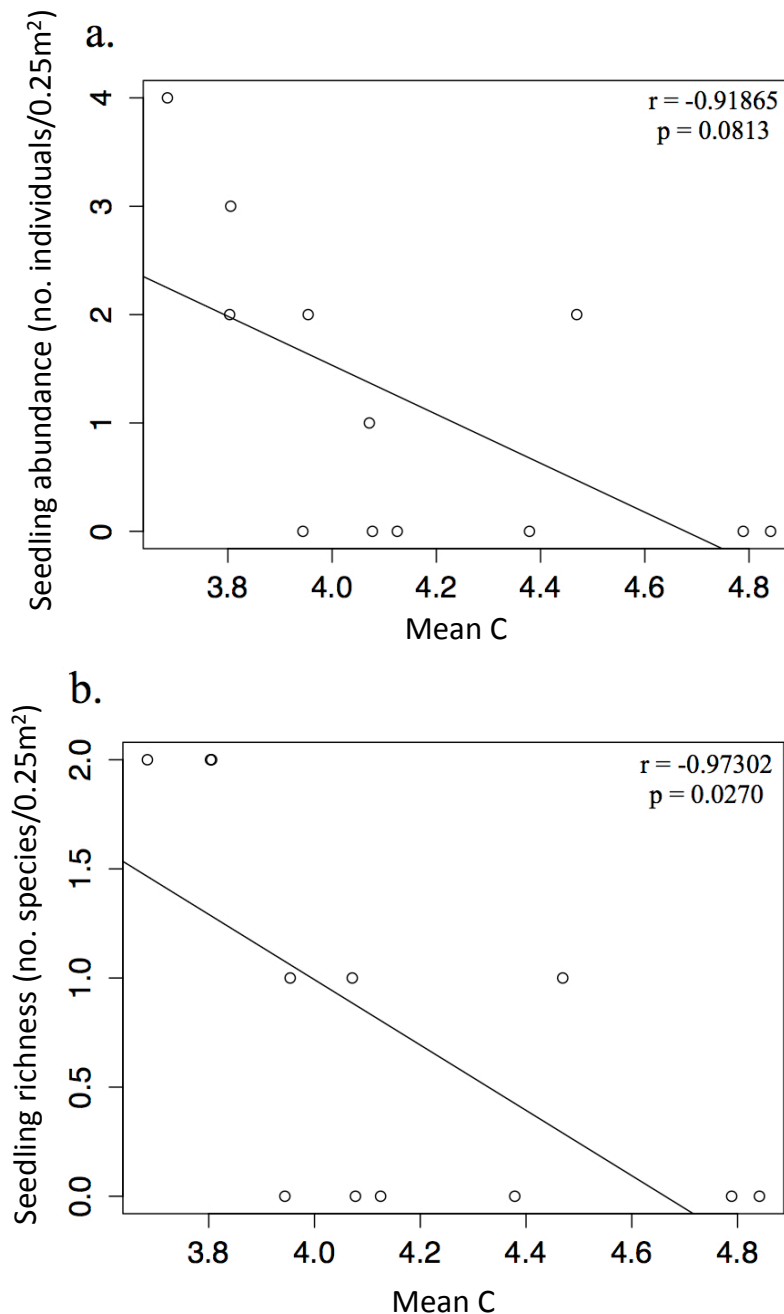 a.
r = -0.91865
p = 0.0813
Seedling abundance (no. individuals/0.25m²)
4
3
2
1
0
3.8 4.0 4.2 4.4 4.6 4.8
Mean C
b.
r = -0.97302
p = 0.0270
Seedling richness (no. species/0.25m²)
2.0
1.5
1.0
0.5
0.0
3.8 4.0 4.2 4.4 4.6 4.8
Mean C